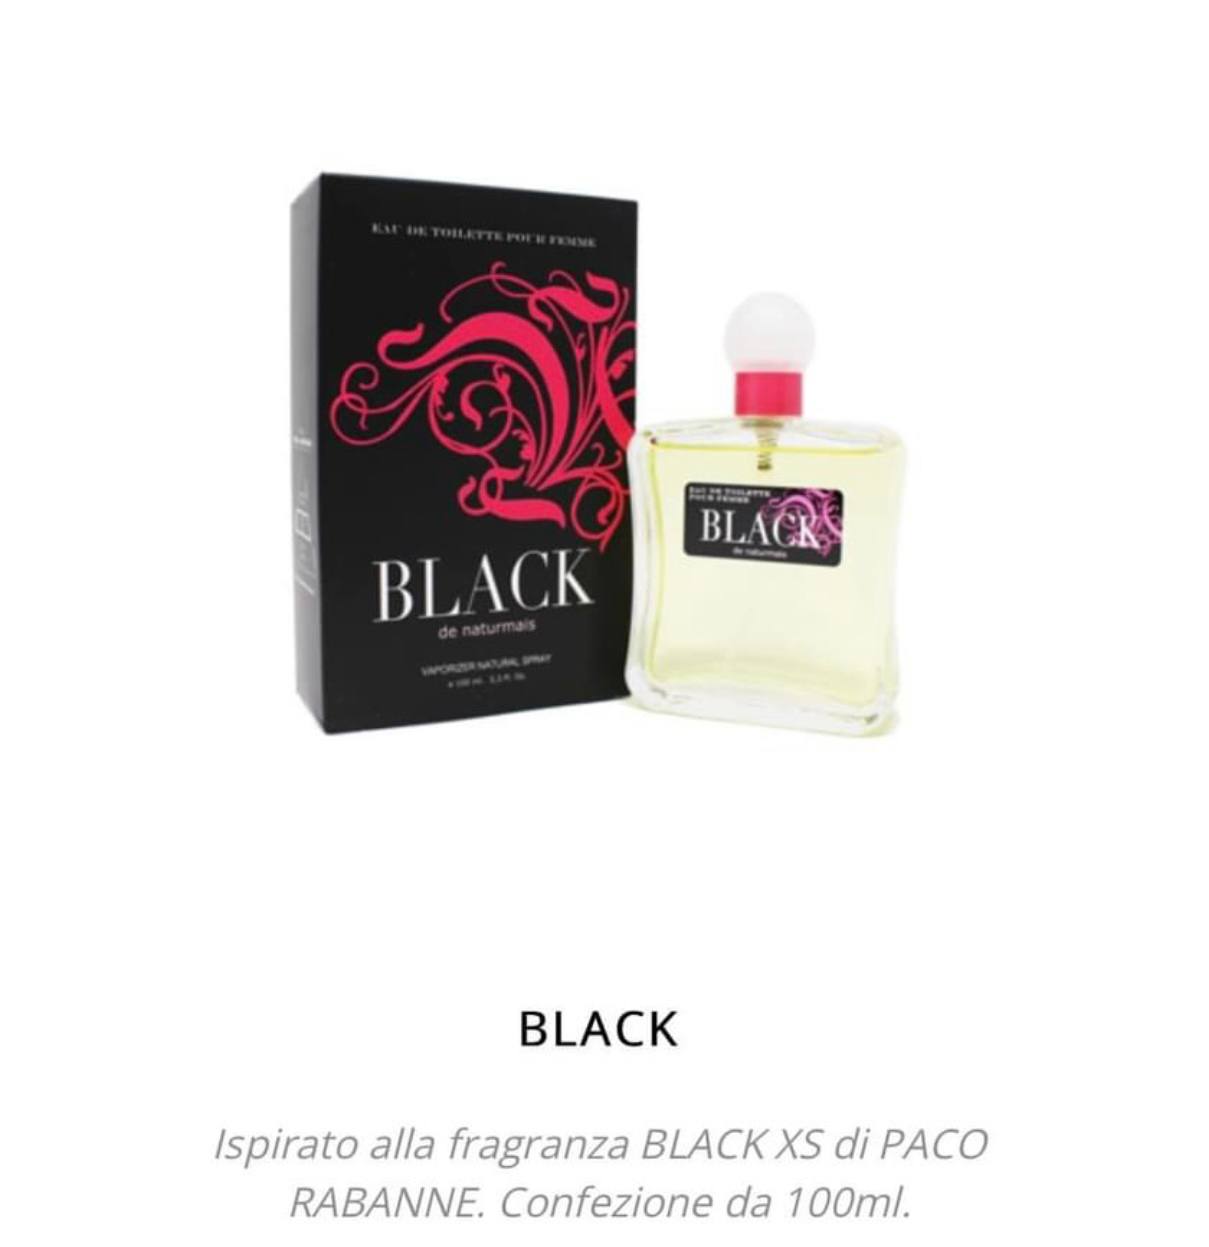 EAU DE TOILETTE POUR FEMME
BLACK
de naturmais
VAPORIZER NATURAL SPRAY
EAU DE TOILETTE
POUR FEMME
BLACK
de naturmais
BLACK
Ispirato alla fragranza BLACK XS di PACO
RABANNE. Confezione da 100ml.